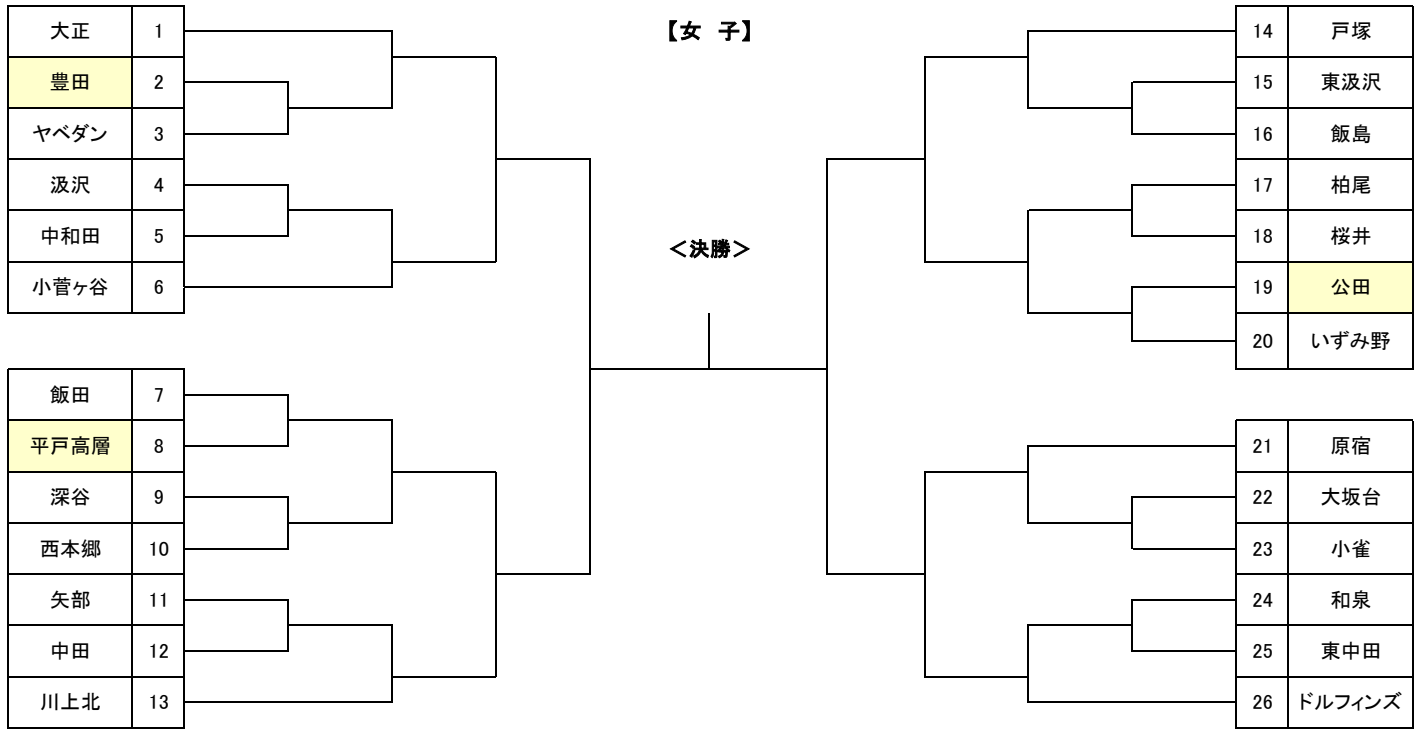 【女 子】
大正 1
豊田 2
ヤベダン 3
汲沢 4
中和田 5
小菅ヶ谷 6
飯田 7
平戸高層 8
深谷 9
西本郷 10
矢部 11
中田 12
川上北 13
＜決勝＞
14 戸塚
15 東汲沢
16 飯島
17 柏尾
18 桜井
19 公田
20 いずみ野
21 原宿
22 大坂台
23 小雀
24 和泉
25 東中田
26 ドルフィンズ